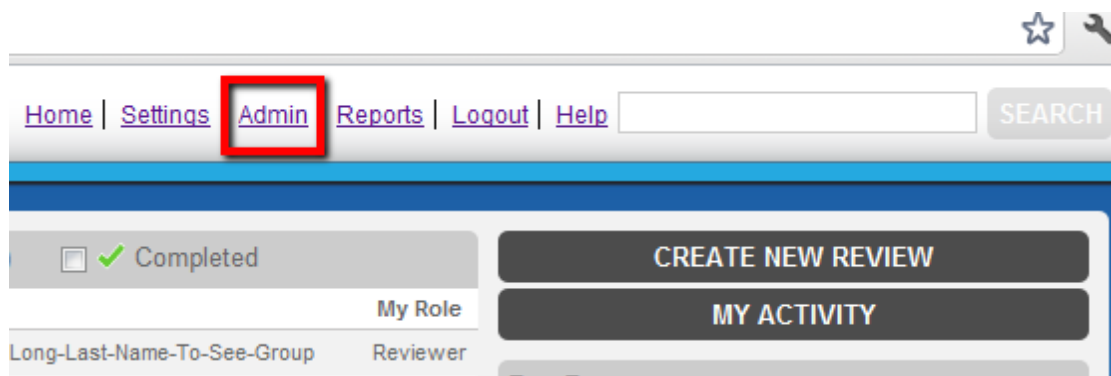 Home | Settings Admin Reports | Logout | Help SEARCH
Completed
CREATE NEW REVIEW
My Role
MY ACTIVITY
Long-Last-Name-To-See-Group Reviewer